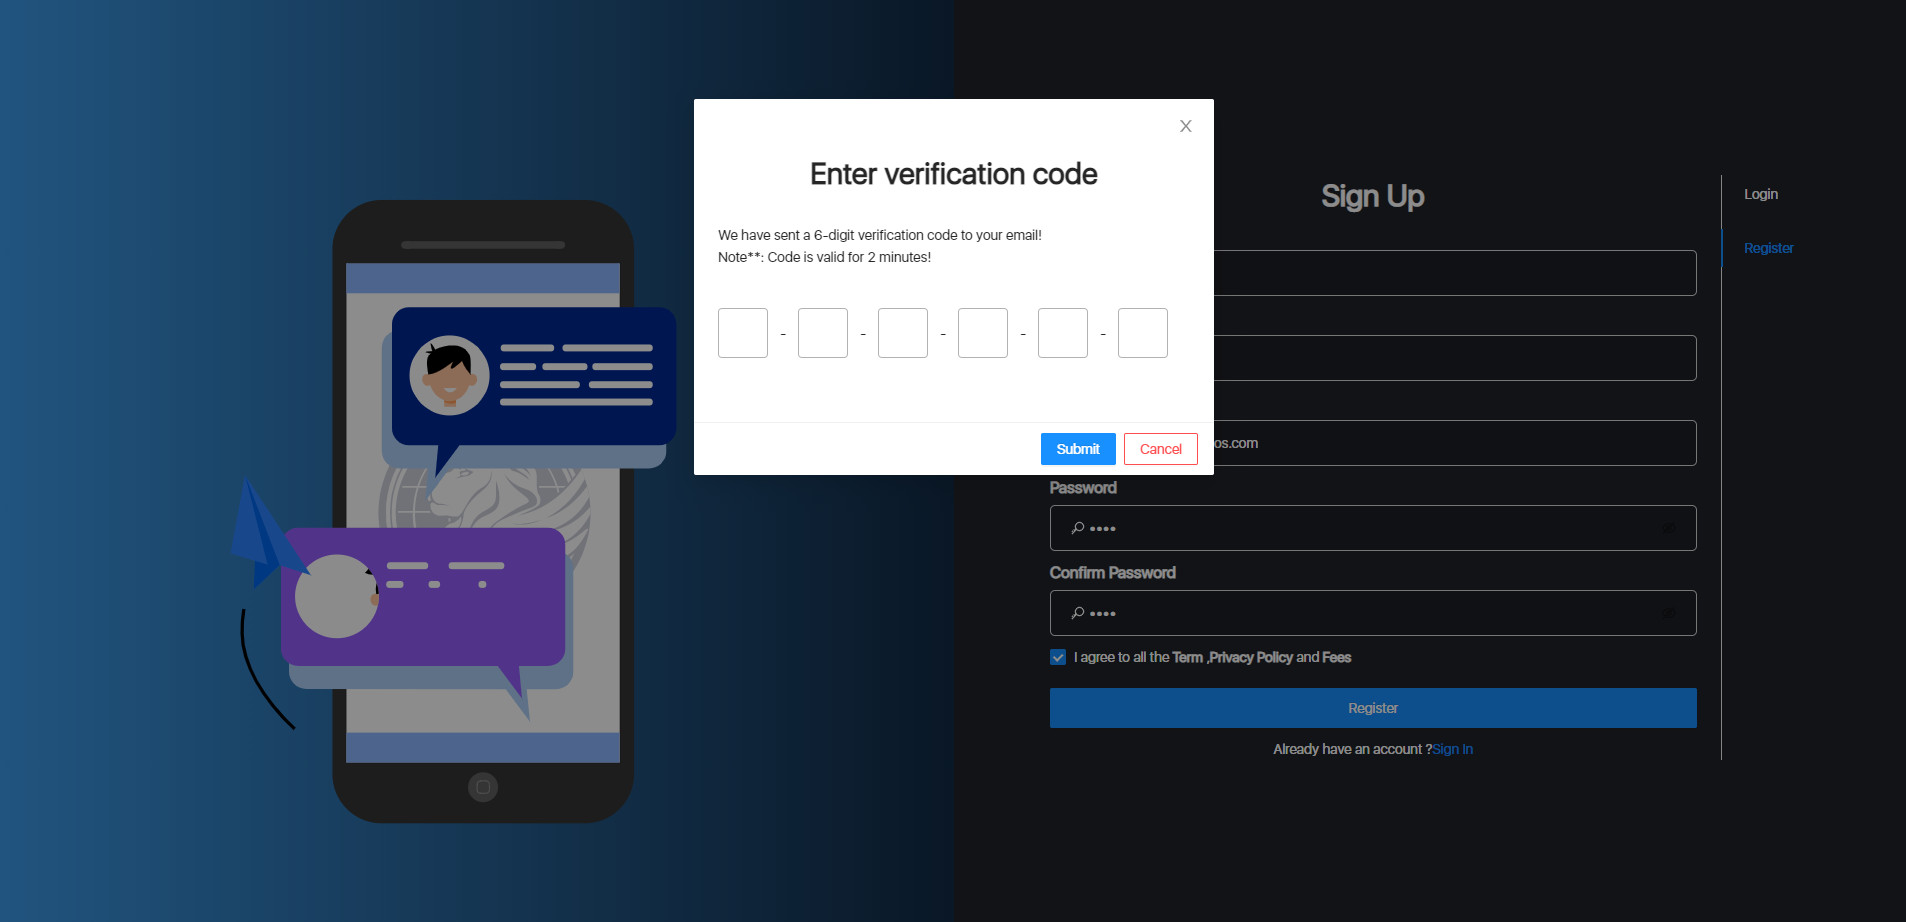 Enter verification code
We have sent a 6-digit verification code to your email!
Note**: Code is valid for 2 minutes!
- - - - -
Submit Cancel
Sign Up
os.com
Password
••••
Confirm Password
••••
I agree to all the Term ,Privacy Policy and Fees
Register
Already have an account ?Sign In
Login
Register